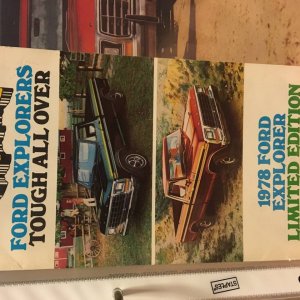 FORD EXPLORERS
TOUGH ALL OVER
1978 FORD
EXPLORER
LIMITED EDITION
STAPLES